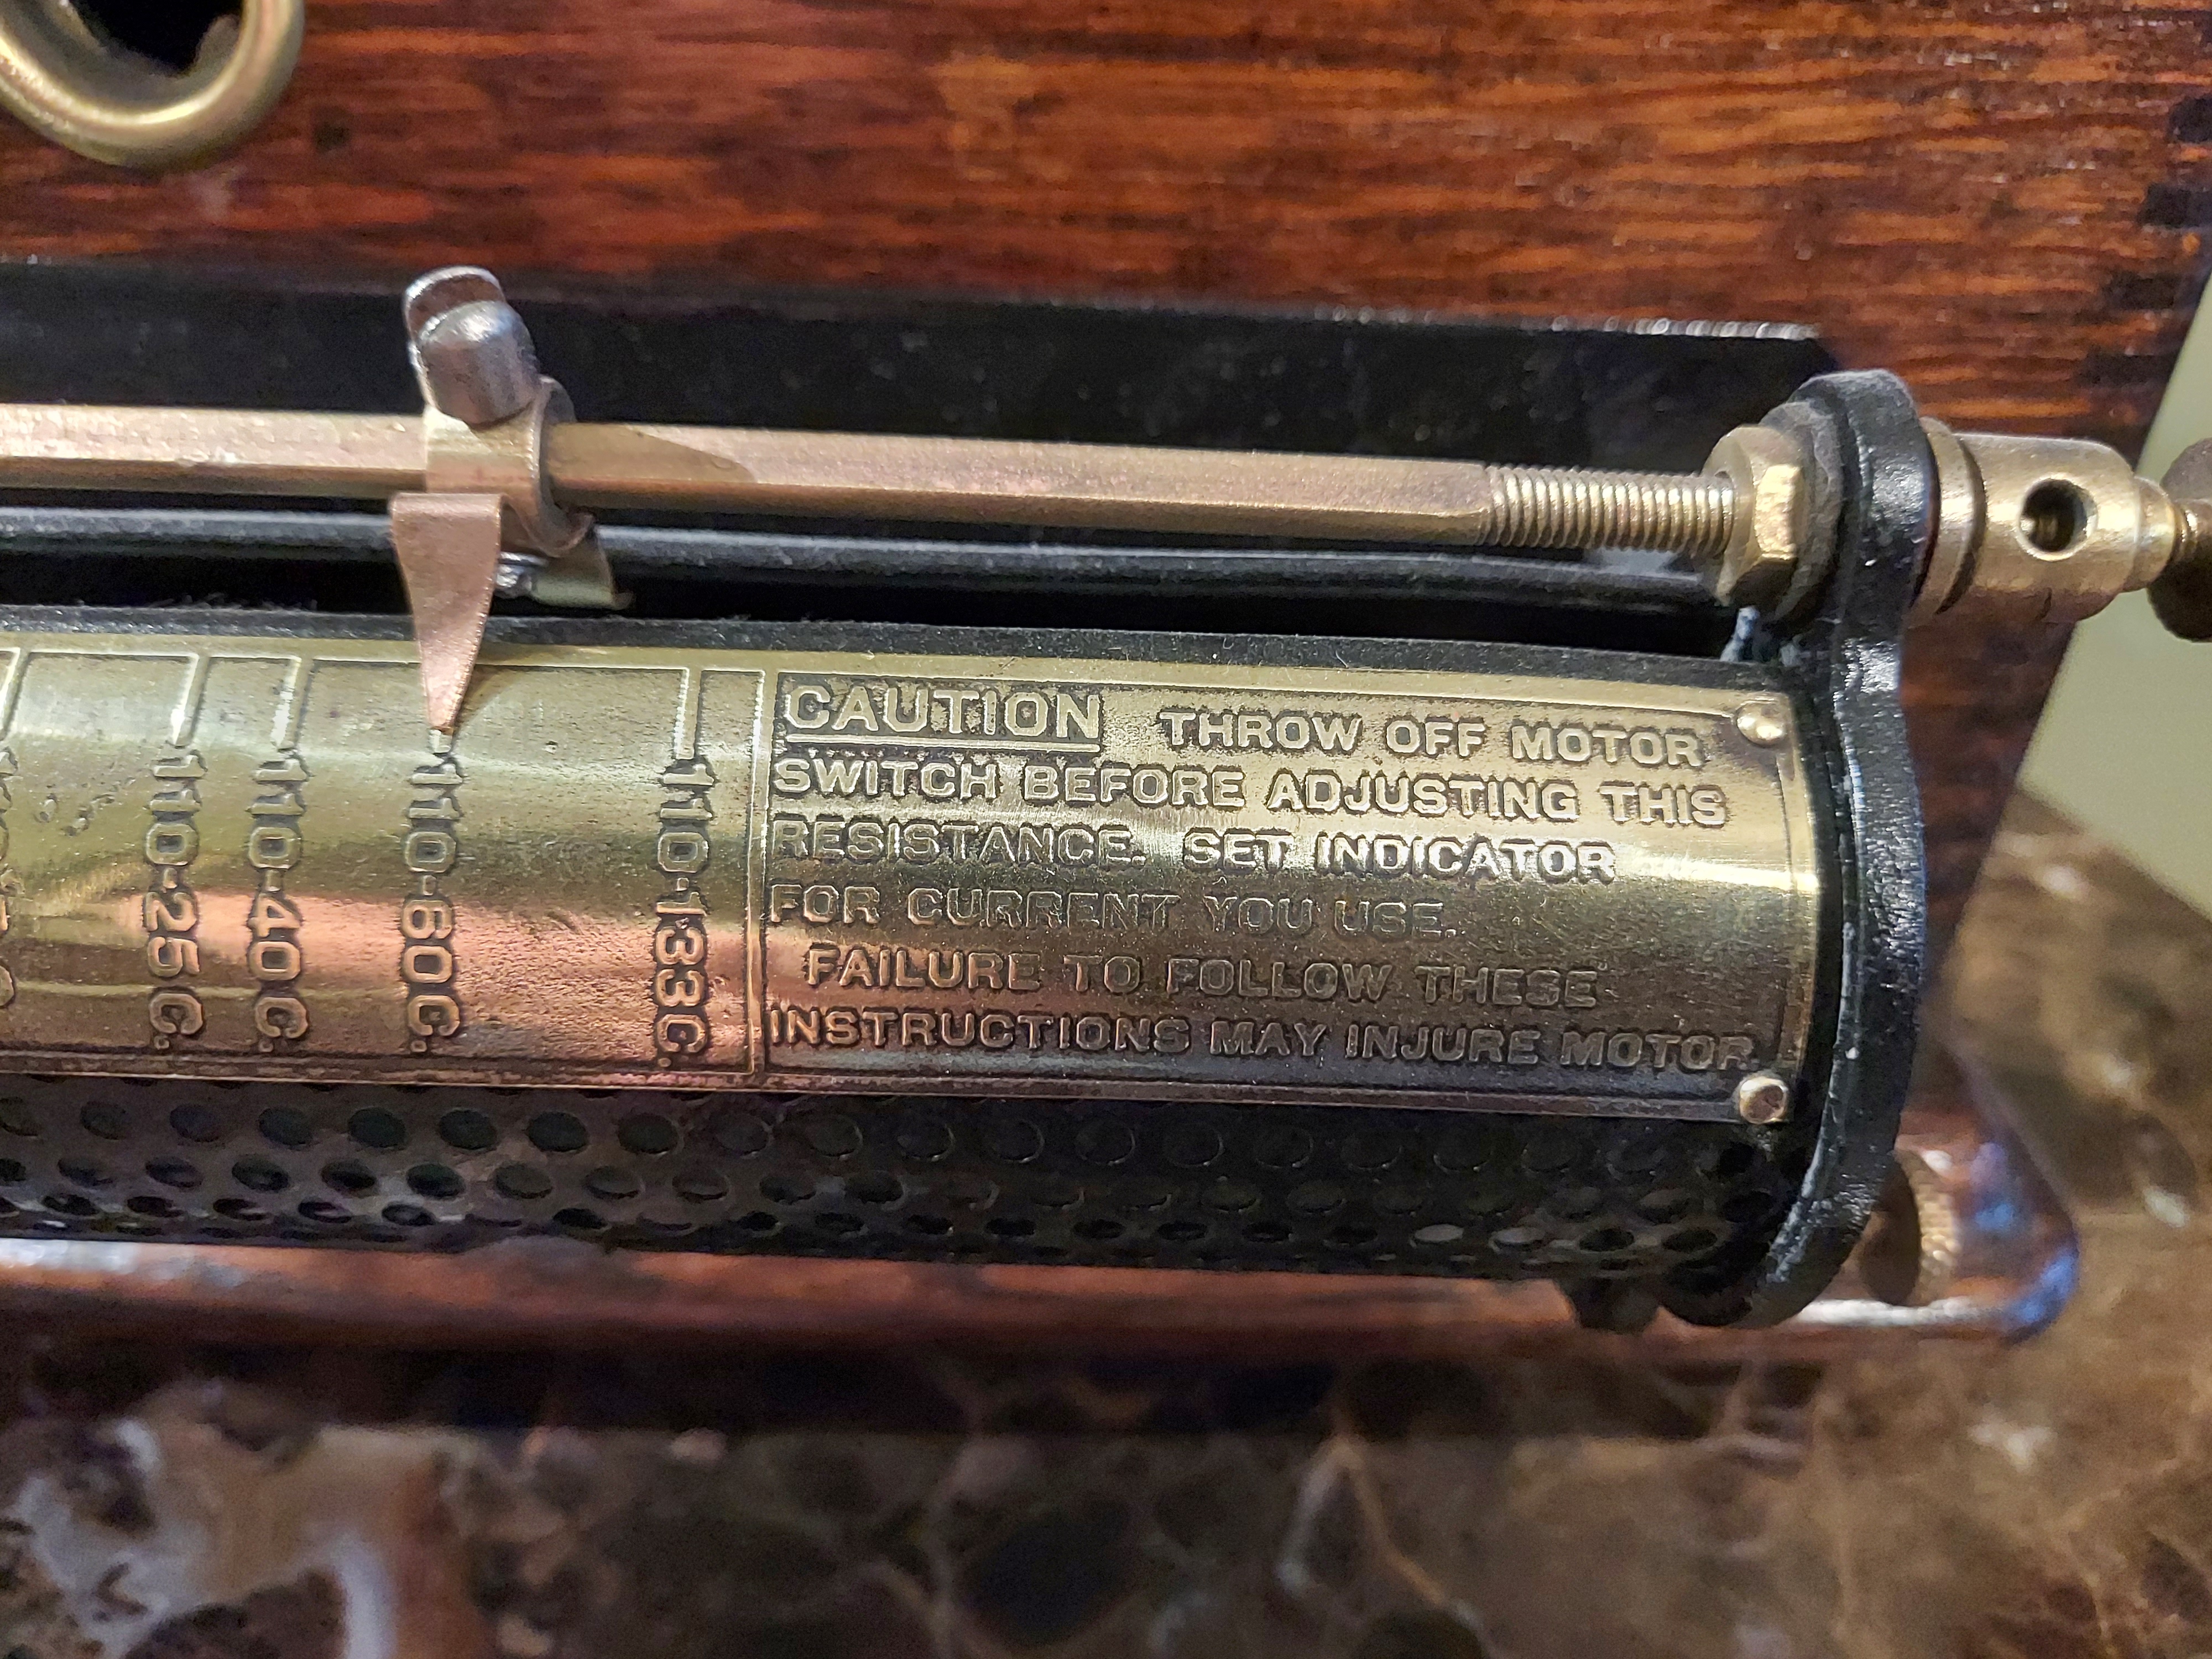 110-25C.
110-40C.
110-60C.
110-133C.
CAUTION THROW OFF MOTOR
SWITCH BEFORE ADJUSTING THIS
RESISTANCE. SET INDICATOR
FOR CURRENT YOU USE.
FAILURE TO FOLLOW THESE
INSTRUCTIONS MAY INJURE MOTOR.